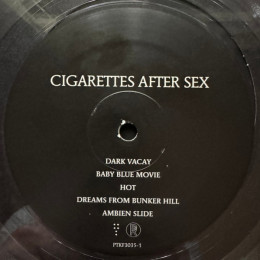 CIGARETTES AFTER SEX
DARK VACAY
BABY BLUE MOVIE
HOT
DREAMS FROM BUNKER HILL
AMBIEN SLIDE
PTKF3035-1